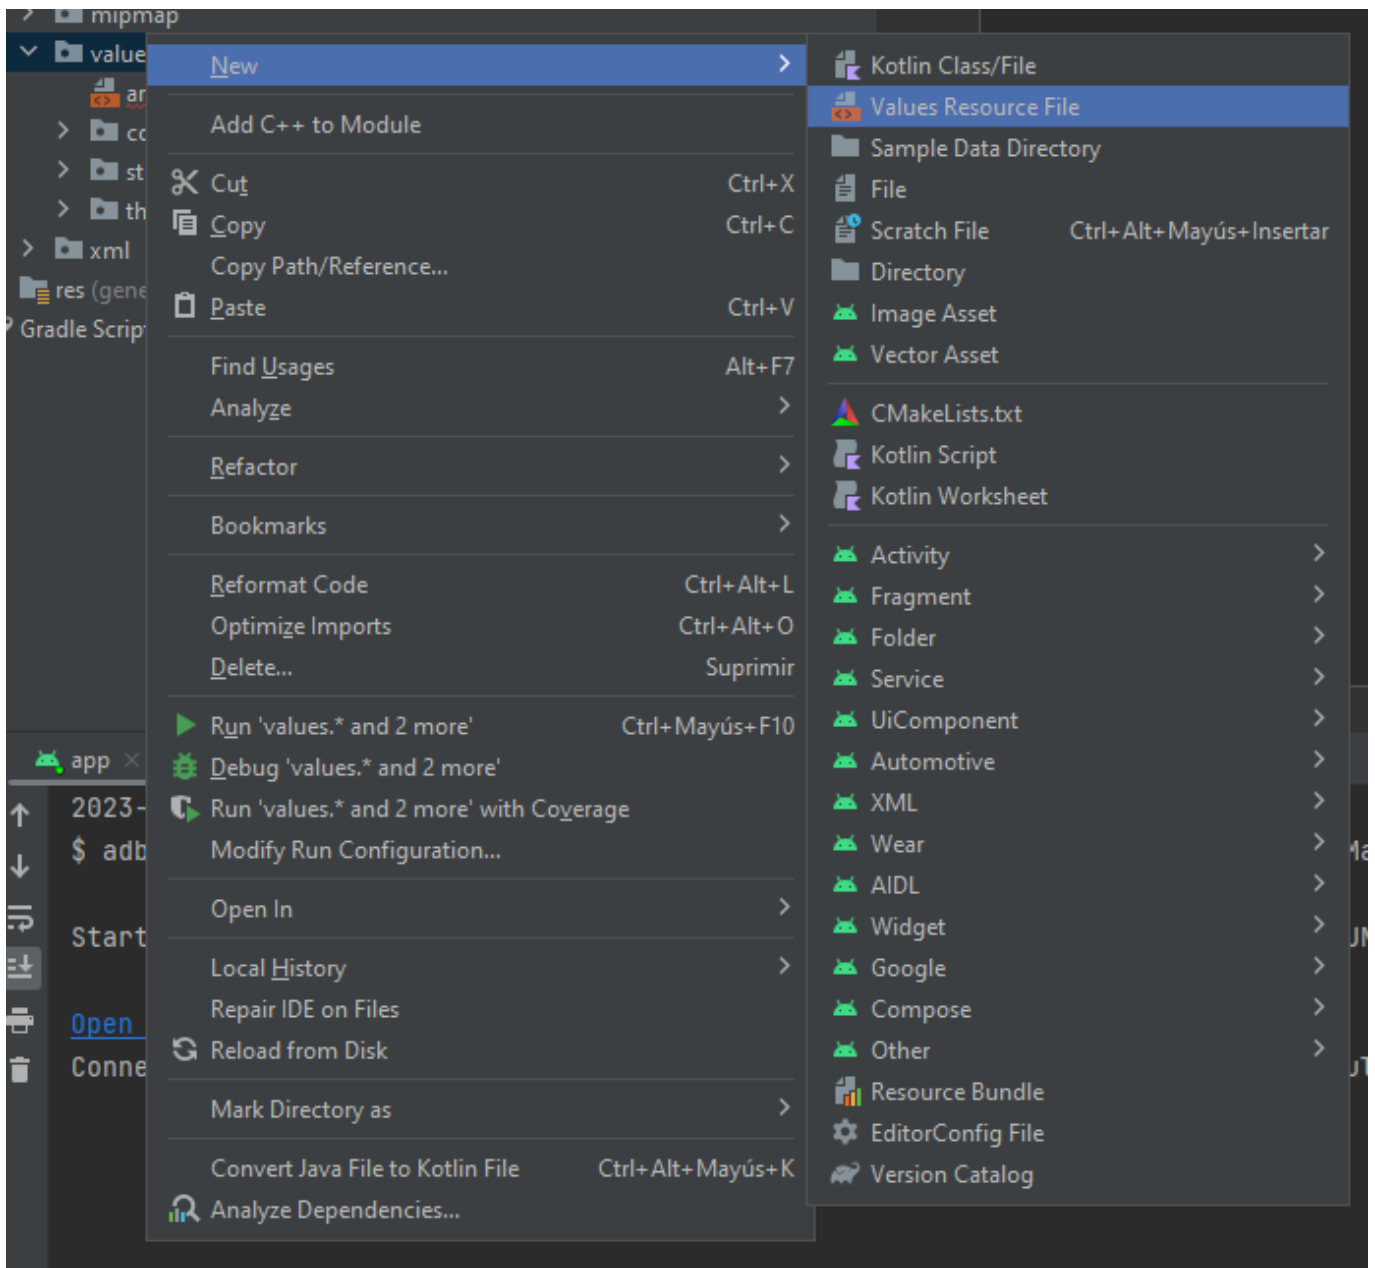 mipmap
value
ar
co
st
th
xml
res (gene
Gradle Scrip
New
Add C++ to Module
Cut Ctrl+X
Copy Ctrl+C
Copy Path/Reference...
Paste Ctrl+V
Find Usages Alt+F7
Analyze
Refactor
Bookmarks
Reformat Code Ctrl+Alt+L
Optimize Imports Ctrl+Alt+O
Delete... Suprimir
Run 'values.* and 2 more' Ctrl+Mayús+F10
Debug 'values.* and 2 more'
Run 'values.* and 2 more' with Coverage
Modify Run Configuration...
Open In
Local History
Repair IDE on Files
Reload from Disk
Mark Directory as
Convert Java File to Kotlin File Ctrl+Alt+Mayús+K
Analyze Dependencies...
Kotlin Class/File
Values Resource File
Sample Data Directory
File
Scratch File Ctrl+Alt+Mayús+Insertar
Directory
Image Asset
Vector Asset
CMakeLists.txt
Kotlin Script
Kotlin Worksheet
Activity
Fragment
Folder
Service
UiComponent
Automotive
XML
Wear
AIDL
Widget
Google
Compose
Other
Resource Bundle
EditorConfig File
Version Catalog
app
2023-
$ adb
Start
Open
Conne